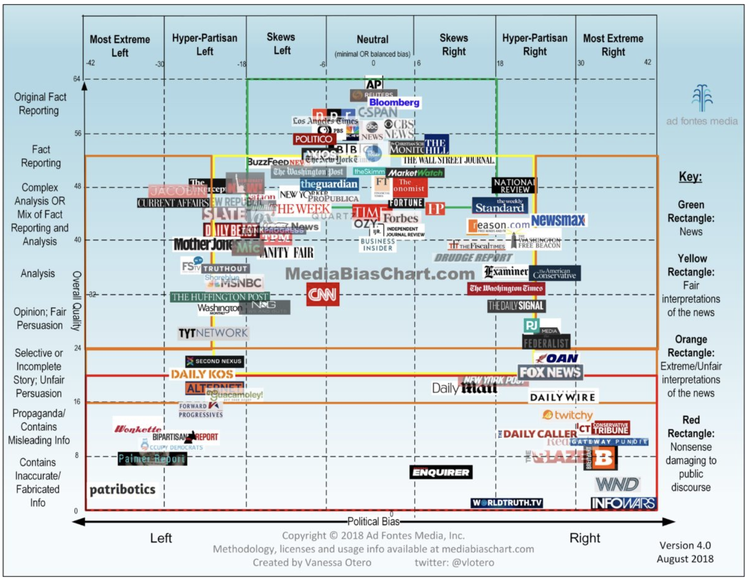 Most Extreme Left
Hyper-Partisan Left
Skews Left
Neutral
(minimal OR balanced bias)
Skews Right
Hyper-Partisan Right
Most Extreme Right
-42
-30
-18
-6
0
6
18
30
42
64
Original Fact Reporting
AP
REUTERS
Bloomberg
C-SPAN
NPR
Los Angeles Times
PBS
abc NEWS
CBS NEWS
56
POLITICO
BBC
THE HILL
Fact Reporting
BuzzFeed NEWS
The New York Times
THE WALL STREET JOURNAL
The Washington Post
theSkimm
MarketWatch
48
Complex Analysis OR Mix of Fact Reporting and Analysis
The Intercept
JACOBIN
theguardian
FT
The Economist
NATIONAL REVIEW
CURRENT AFFAIRS
NEW REPUBLIC
NEW YORKER
PROPUBLICA
FORTUNE
the weekly Standard
SLATE
Vox
THE WEEK
QUARTZ
TIME
Forbes
IJR
Newsmax
DAILY BEAST
News
OZY
INDEPENDENT JOURNAL REVIEW
reason.com
40
Mother Jones
MIC
TPM
VANITY FAIR
BUSINESS INSIDER
The Fiscal Times
THE WASHINGTON FREE BEACON
DRUDGE REPORT
Analysis
TRUTHOUT
MediaBiasChart.com
Examiner
The American Conservative
MSNBC
The Washington Times
32
THE HUFFINGTON POST
CNN
Washington Monthly
THE DAILY SIGNAL
Opinion; Fair Persuasion
TYT NETWORK
RJ MEDIA
FEDERALIST
24
Selective or Incomplete Story; Unfair Persuasion
SECOND NEXUS
OAN
DAILY KOS
FOX NEWS
20
ALTERNET
Daily Mail
NEW YORK POST
Guacamoley!
DAILY WIRE
16
Propaganda/ Contains Misleading Info
FORWARD PROGRESSIVES
twitchy
Wonkette
BIPARTISAN REPORT
THE DAILY CALLER
CT CONSERVATIVE TRIBUNE
GATEWAY PUNDIT
OCCUPY DEMOCRATS
THE BLAZE
B
8
Contains Inaccurate/ Fabricated Info
Palmer Report
ENQUIRER
patribotics
WND
WORLDTRUTH.TV
INFOWARS
0
Overall Quality
Political Bias
0
Left
Right
Copyright © 2018 Ad Fontes Media, Inc.
Methodology, licenses and usage info available at mediabiaschart.com
Created by Vanessa Otero
twitter: @vlotero
ad fontes media
Key:
Green Rectangle:
News
Yellow Rectangle:
Fair interpretations of the news
Orange Rectangle:
Extreme/Unfair interpretations of the news
Red Rectangle:
Nonsense damaging to public discourse
Version 4.0
August 2018